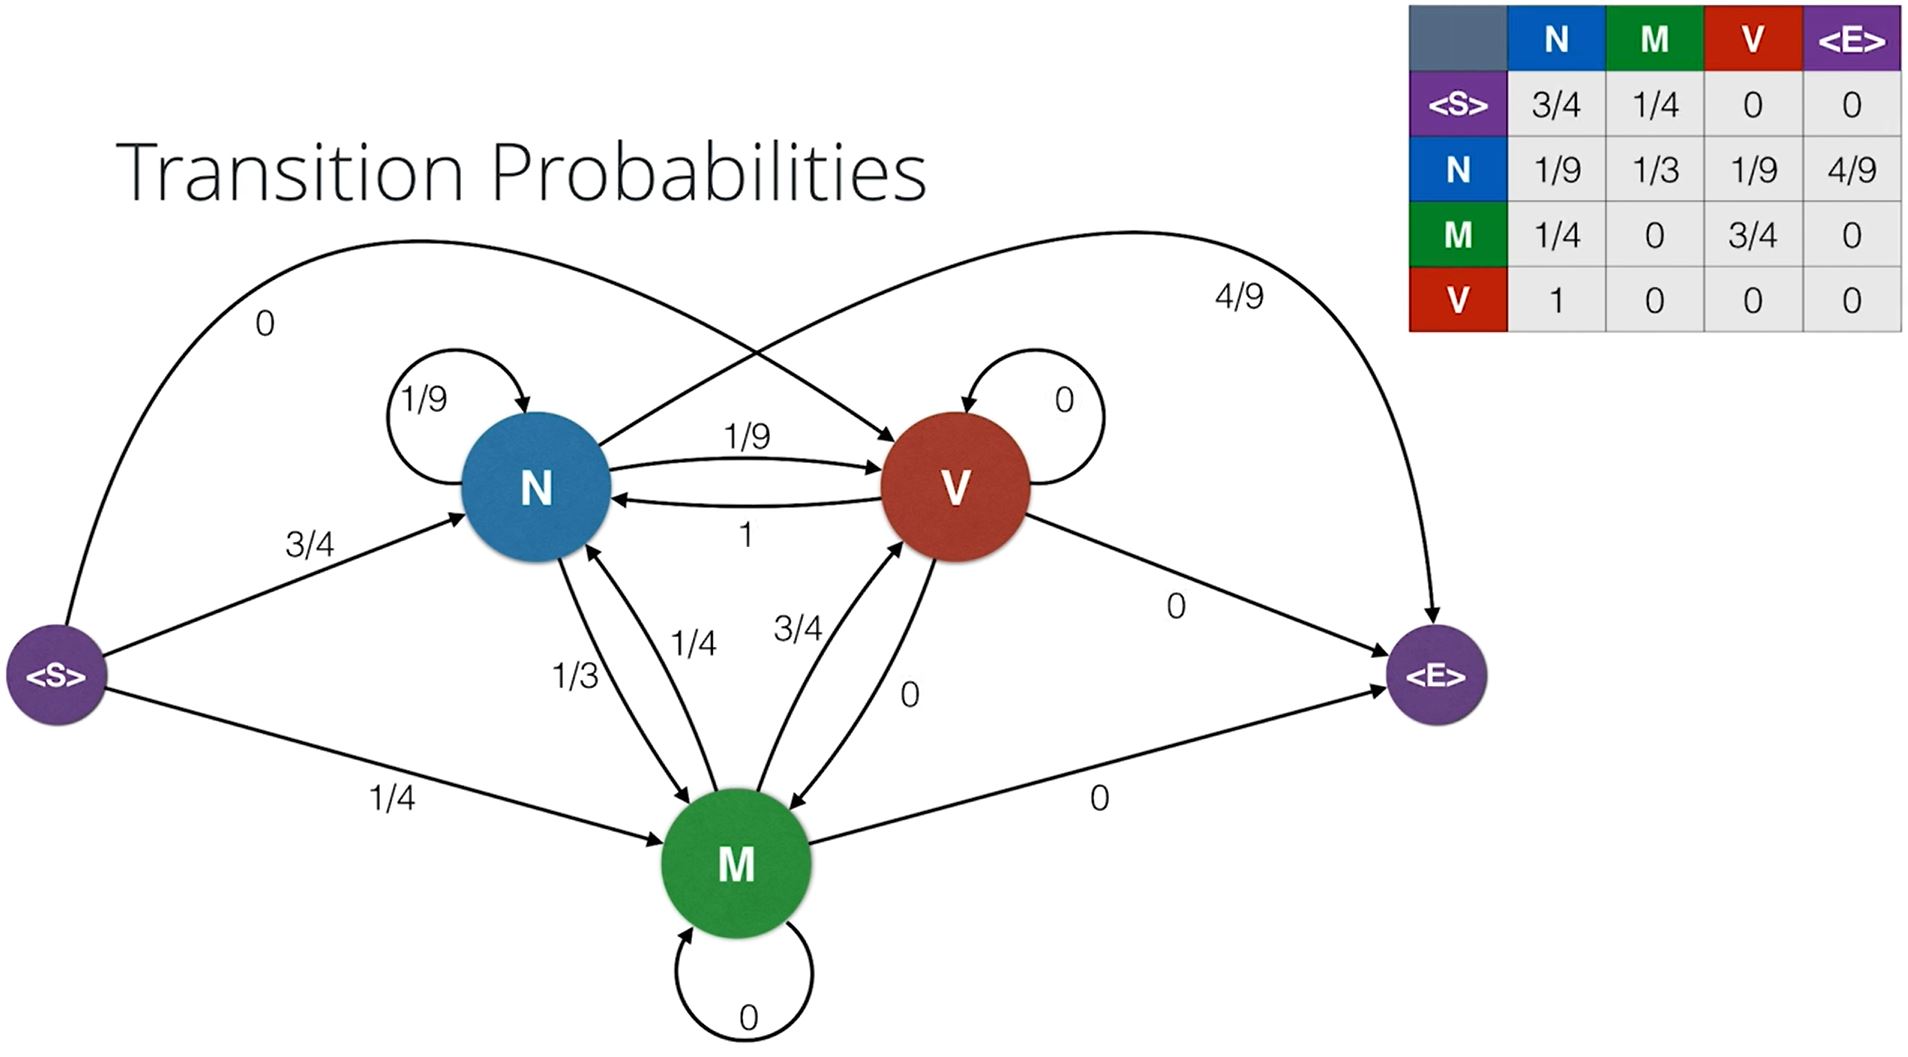 N M V <E>
<S> 3/4 1/4 0 0
N 1/9 1/3 1/9 4/9
M 1/4 0 3/4 0
V 1 0 0 0
Transition Probabilities
0
4/9
1/9
0
1/9
N
V
1
3/4
0
3/4
1/4
1/3
0
<S>
<E>
1/4
0
M
0